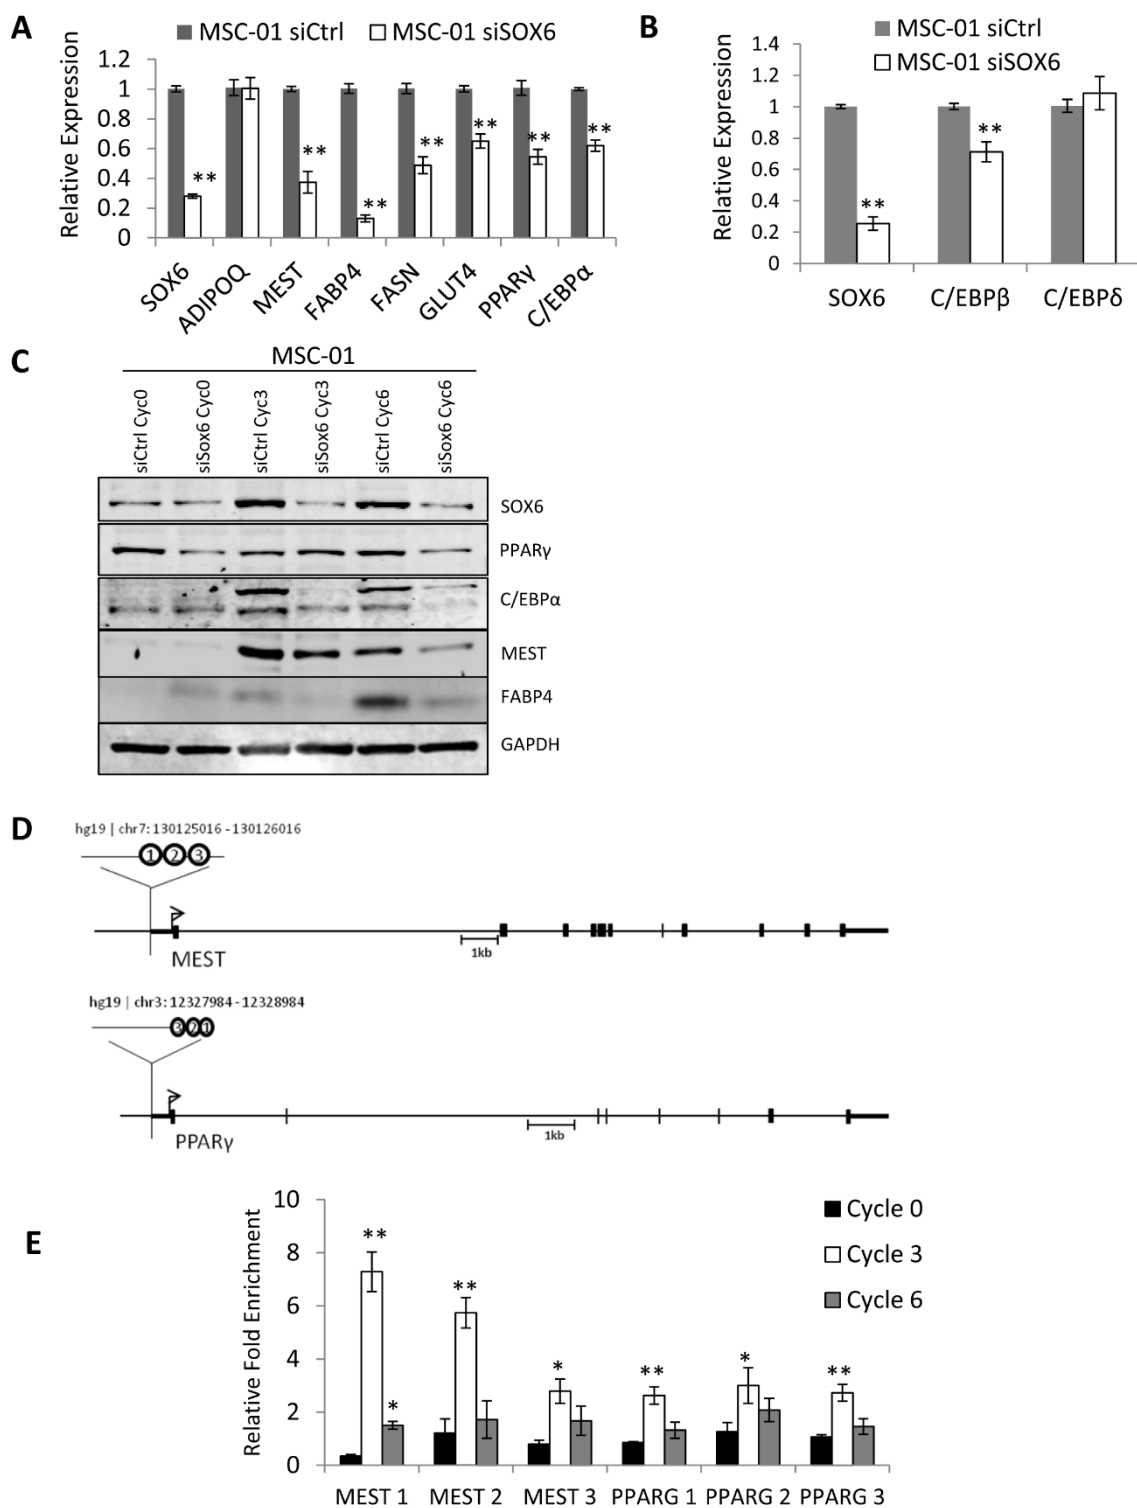 A
MSC-01 siCtrl
MSC-01 siSOX6
Relative Expression
1.2
1
0.8
0.6
0.4
0.2
0
** ** ** ** ** ** **
SOX6
ADIPOQ
MEST
FABP4
FASN
GLUT4
PPARγ
C/EBPα
B
MSC-01 siCtrl
MSC-01 siSOX6
Relative Expression
1.4
1.2
1
0.8
0.6
0.4
0.2
0
** **
SOX6
C/EBPβ
C/EBPδ
C
MSC-01
siCtrl Cyc0
siSox6 Cyc0
siCtrl Cyc3
siSox6 Cyc3
siCtrl Cyc6
siSox6 Cyc6
SOX6
PPARγ
C/EBPα
MEST
FABP4
GAPDH
D
hg19 | chr7:130125016-130126016
1 2 3
1kb
MEST
hg19 | chr3:12327984-12328984
3 2 1
1kb
PPARγ
E
Relative Fold Enrichment
10
8
6
4
2
0
Cycle 0
Cycle 3
Cycle 6
** * ** * ** * **
MEST 1
MEST 2
MEST 3
PPARG 1
PPARG 2
PPARG 3